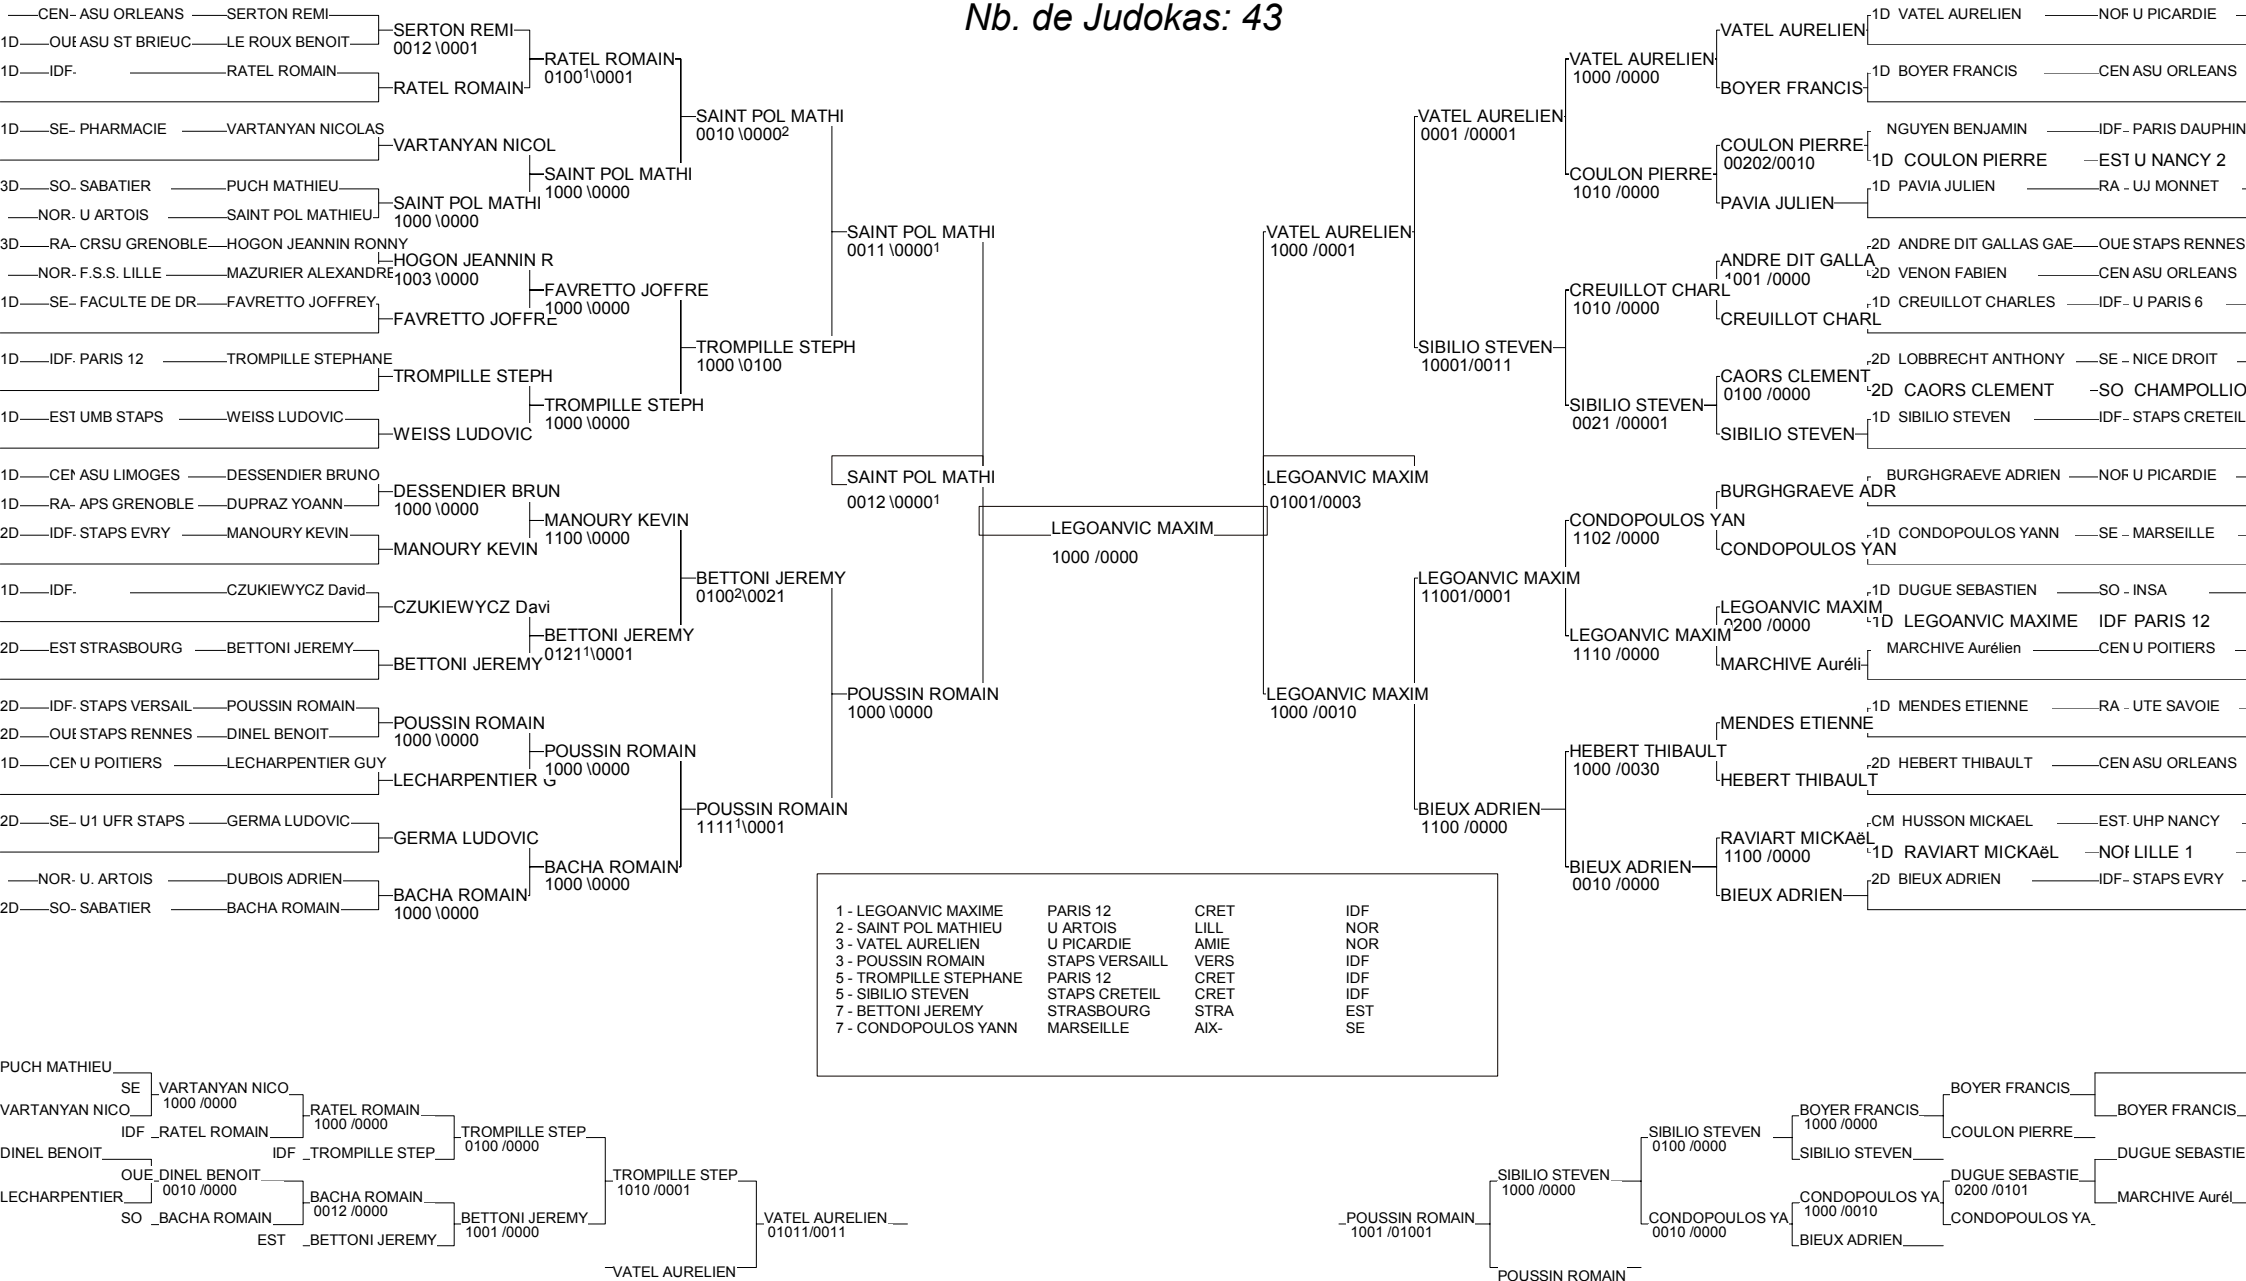 Nb. de Judokas: 43
CEN- ASU ORLEANS SERTON REMI
1D OUE ASU ST BRIEUC LE ROUX BENOIT
1D IDF- RATEL ROMAIN
1D SE- PHARMACIE VARTANYAN NICOLAS
3D SO- SABATIER PUCH MATHIEU
NOR- U ARTOIS SAINT POL MATHIEU
3D RA- CRSU GRENOBLE HOGON JEANNIN RONNY
NOR- F.S.S. LILLE MAZURIER ALEXANDRE
1D SE- FACULTE DE DR FAVRETTO JOFFREY
1D IDF- PARIS 12 TROMPILLE STEPHANE
1D EST UMB STAPS WEISS LUDOVIC
1D CEN ASU LIMOGES DESSENDIER BRUNO
1D RA- APS GRENOBLE DUPRAZ YOANN
2D IDF- STAPS EVRY MANOURY KEVIN
1D IDF- CZUKIEWYCZ David
2D EST STRASBOURG BETTONI JEREMY
2D IDF- STAPS VERSAIL POUSSIN ROMAIN
2D OUE STAPS RENNES DINEL BENOIT
1D CEN U POITIERS LECHARPENTIER GUY
2D SE- U1 UFR STAPS GERMA LUDOVIC
NOR- U. ARTOIS DUBOIS ADRIEN
2D SO- SABATIER BACHA ROMAIN
SERTON REMI
0012 \0001
RATEL ROMAIN
VARTANYAN NICOL
SAINT POL MATHI
1000 \0000
HOGON JEANNIN R
1003 \0000
FAVRETTO JOFFRE
TROMPILLE STEPH
WEISS LUDOVIC
DESSENDIER BRUN
1000 \0000
MANOURY KEVIN
CZUKIEWYCZ Davi
BETTONI JEREMY
POUSSIN ROMAIN
1000 \0000
LECHARPENTIER G
GERMA LUDOVIC
BACHA ROMAIN
1000 \0000
RATEL ROMAIN
0100¹\0001
SAINT POL MATHI
1000 \0000
FAVRETTO JOFFRE
1000 \0000
TROMPILLE STEPH
1000 \0000
MANOURY KEVIN
1100 \0000
BETTONI JEREMY
0121¹\0001
POUSSIN ROMAIN
1000 \0000
BACHA ROMAIN
1000 \0000
SAINT POL MATHI
0010 \0000²
TROMPILLE STEPH
1000 \0100
BETTONI JEREMY
0100²\0021
POUSSIN ROMAIN
1111¹\0001
SAINT POL MATHI
0011 \0000¹
POUSSIN ROMAIN
1000 \0000
SAINT POL MATHI
0012 \0000¹
LEGOANVIC MAXIM
1000 /0000
LEGOANVIC MAXIM
01001/0003
VATEL AURELIEN
1000 /0001
LEGOANVIC MAXIM
1000 /0010
VATEL AURELIEN
0001 /00001
SIBILIO STEVEN
10001/0011
LEGOANVIC MAXIM
11001/0001
BIEUX ADRIEN
1100 /0000
VATEL AURELIEN
1000 /0000
COULON PIERRE
1010 /0000
CREUILLOT CHARL
1010 /0000
SIBILIO STEVEN
0021 /00001
CONDOPOULOS YAN
1102 /0000
LEGOANVIC MAXIM
1110 /0000
HEBERT THIBAULT
1000 /0030
BIEUX ADRIEN
0010 /0000
VATEL AURELIEN
BOYER FRANCIS
COULON PIERRE
00202/0010
PAVIA JULIEN
ANDRE DIT GALLA
1001 /0000
CREUILLOT CHARL
CAORS CLEMENT
0100 /0000
SIBILIO STEVEN
BURGHGRAEVE ADR
CONDOPOULOS YAN
LEGOANVIC MAXIM
0200 /0000
MARCHIVE Auréli
MENDES ETIENNE
HEBERT THIBAULT
RAVIART MICKAëL
1100 /0000
BIEUX ADRIEN
1D VATEL AURELIEN NOR U PICARDIE
1D BOYER FRANCIS CEN ASU ORLEANS
NGUYEN BENJAMIN IDF- PARIS DAUPHIN
1D COULON PIERRE EST U NANCY 2
1D PAVIA JULIEN RA - UJ MONNET
2D ANDRE DIT GALLAS GAE OUE STAPS RENNES
2D VENON FABIEN CEN ASU ORLEANS
1D CREUILLOT CHARLES IDF- U PARIS 6
2D LOBBRECHT ANTHONY SE - NICE DROIT
2D CAORS CLEMENT SO CHAMPOLLIO
1D SIBILIO STEVEN IDF- STAPS CRETEIL
BURGHGRAEVE ADRIEN NOR U PICARDIE
1D CONDOPOULOS YANN SE - MARSEILLE
1D DUGUE SEBASTIEN SO - INSA
1D LEGOANVIC MAXIME IDF PARIS 12
MARCHIVE Aurélien CEN U POITIERS
1D MENDES ETIENNE RA - UTE SAVOIE
2D HEBERT THIBAULT CEN ASU ORLEANS
CM HUSSON MICKAEL EST- UHP NANCY
1D RAVIART MICKAëL NOR LILLE 1
2D BIEUX ADRIEN IDF- STAPS EVRY
1 - LEGOANVIC MAXIME PARIS 12 CRET IDF
2 - SAINT POL MATHIEU U ARTOIS LILL NOR
3 - VATEL AURELIEN U PICARDIE AMIE NOR
3 - POUSSIN ROMAIN STAPS VERSAILL VERS IDF
5 - TROMPILLE STEPHANE PARIS 12 CRET IDF
5 - SIBILIO STEVEN STAPS CRETEIL CRET IDF
7 - BETTONI JEREMY STRASBOURG STRA EST
7 - CONDOPOULOS YANN MARSEILLE AIX- SE
PUCH MATHIEU
SE
VARTANYAN NICO
IDF
DINEL BENOIT
OUE
LECHARPENTIER
SO
VARTANYAN NICO
1000 /0000
RATEL ROMAIN
IDF
DINEL BENOIT
0010 /0000
BACHA ROMAIN
EST
RATEL ROMAIN
1000 /0000
TROMPILLE STEP
BACHA ROMAIN
0012 /0000
BETTONI JEREMY
TROMPILLE STEP
0100 /0000
BETTONI JEREMY
1001 /0000
TROMPILLE STEP
1010 /0001
VATEL AURELIEN
VATEL AURELIEN
01011/0011
POUSSIN ROMAIN
1001 /01001
SIBILIO STEVEN
1000 /0000
POUSSIN ROMAIN
SIBILIO STEVEN
0100 /0000
CONDOPOULOS YA
0010 /0000
BOYER FRANCIS
1000 /0000
SIBILIO STEVEN
CONDOPOULOS YA
1000 /0010
BIEUX ADRIEN
BOYER FRANCIS
COULON PIERRE
DUGUE SEBASTIE
0200 /0101
CONDOPOULOS YA
BOYER FRANCIS
DUGUE SEBASTIE
MARCHIVE Aurél